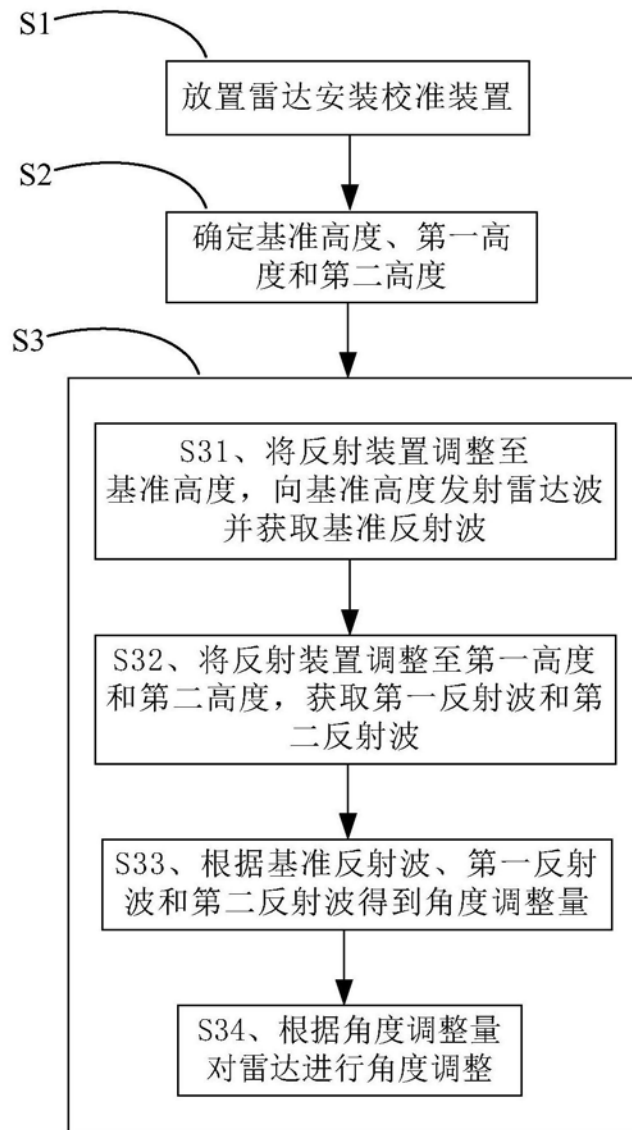 S1
放置雷达安装校准装置
S2
确定基准高度、第一高
度和第二高度
S3
S31、将反射装置调整至
基准高度，向基准高度发射雷达波
并获取基准反射波
S32、将反射装置调整至第一高度
和第二高度，获取第一反射波和第
二反射波
S33、根据基准反射波、第一反射
波和第二反射波得到角度调整量
S34、根据角度调整量
对雷达进行角度调整